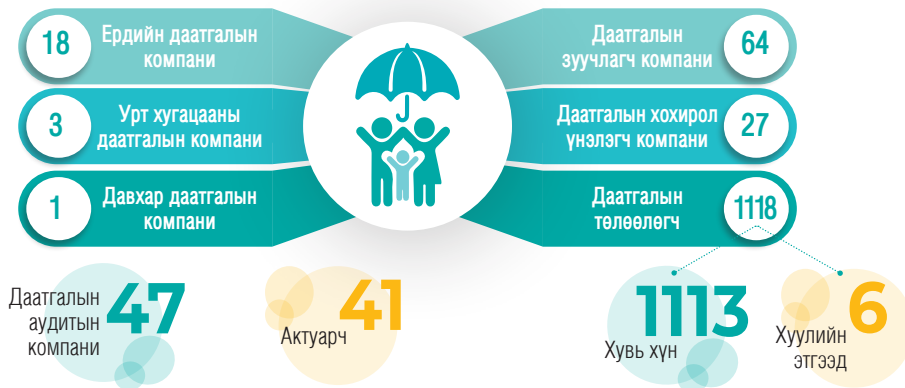 18
Ердийн даатгалын
компани
3
Урт хугацааны
даатгалын компани
1
Давхар даатгалын
компани
Даатгалын
зуучлагч компани
64
Даатгалын хохирол
үнэлэгч компани
27
Даатгалын
төлөөлөгч
1118
Даатгалын
аудитын
компани
47
Актуарч
41
1113
Хувь хүн
6
Хуулийн
этгээд